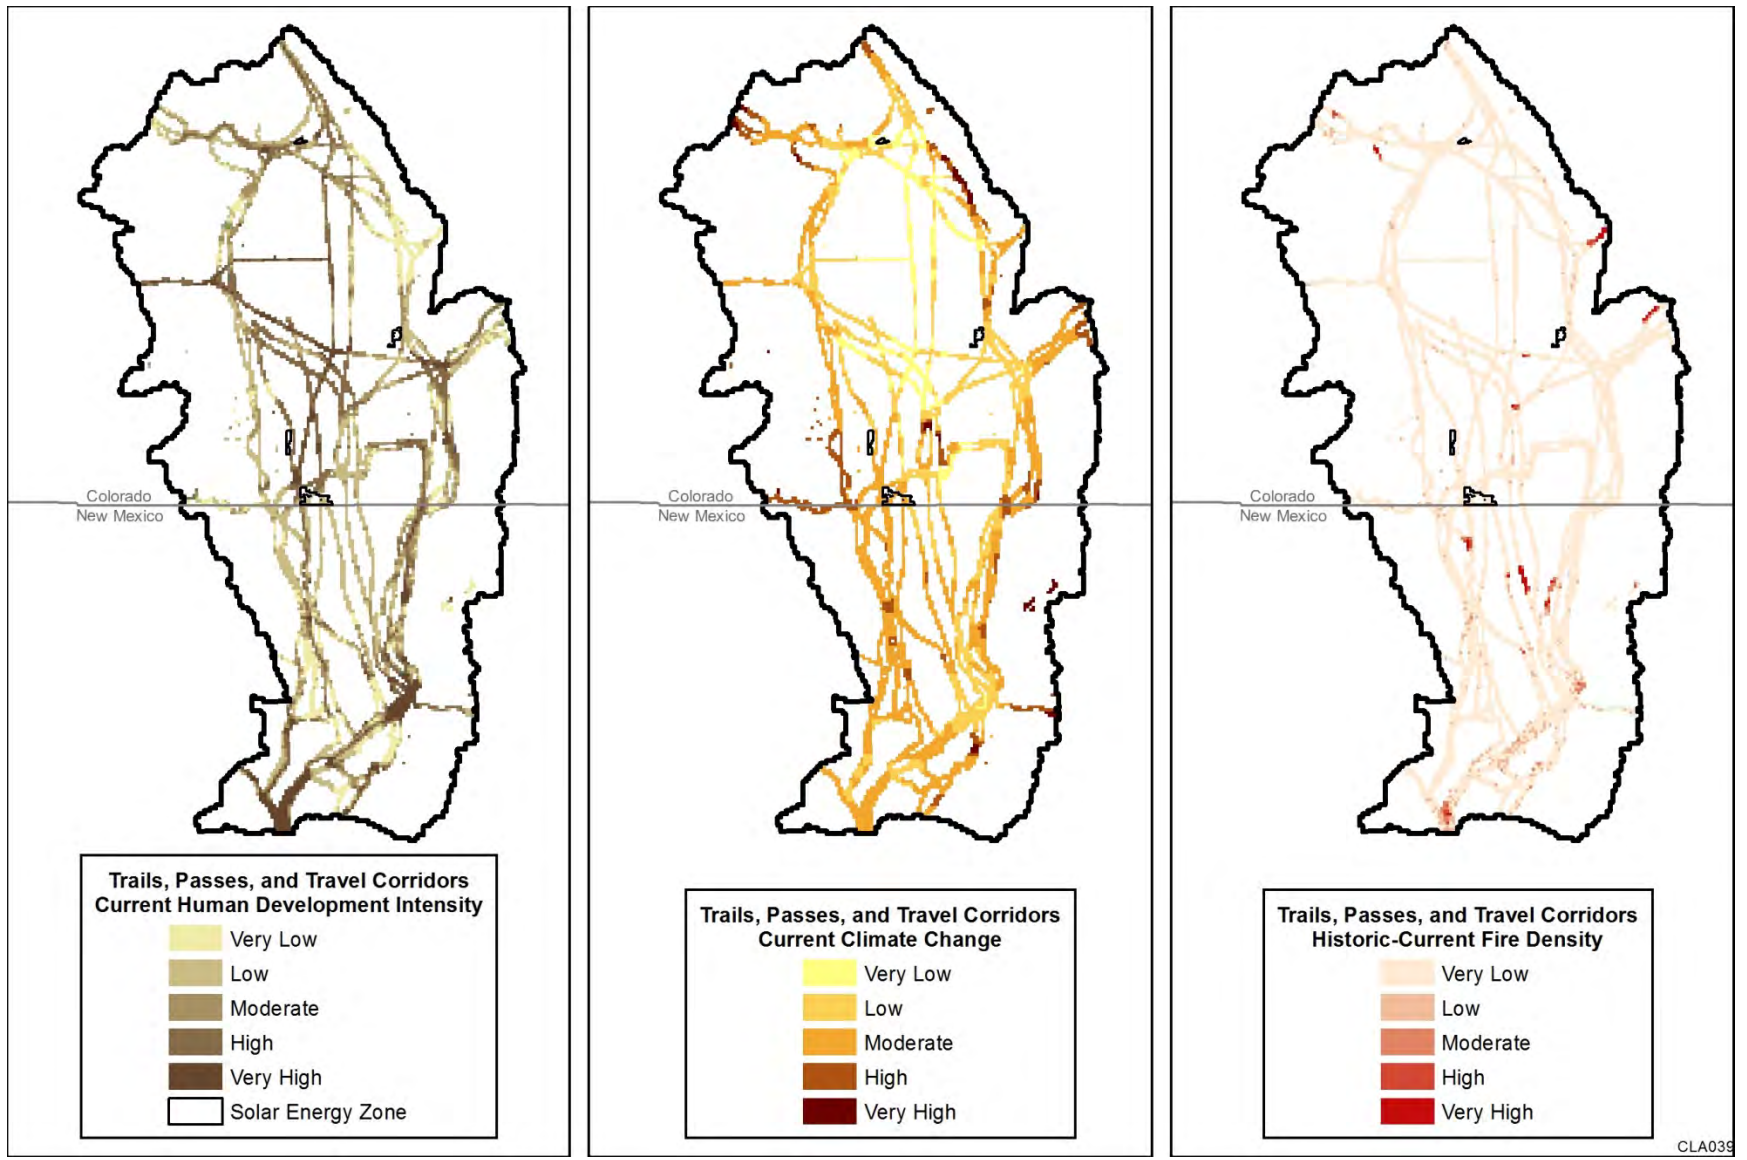 Colorado
New Mexico
Trails, Passes, and Travel Corridors
Current Human Development Intensity
Very Low
Low
Moderate
High
Very High
Solar Energy Zone
Colorado
New Mexico
Trails, Passes, and Travel Corridors
Current Climate Change
Very Low
Low
Moderate
High
Very High
Colorado
New Mexico
Trails, Passes, and Travel Corridors
Historic-Current Fire Density
Very Low
Low
Moderate
High
Very High
CLA039